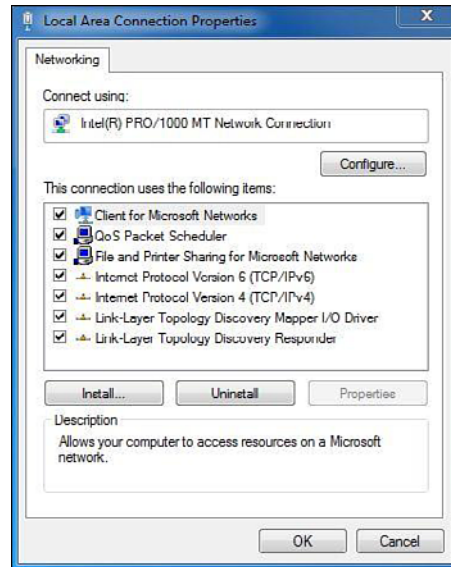 Local Area Connection Properties
X
Networking
Connect using:
Intel(R) PRO/1000 MT Network Connection
Configure...
This connection uses the following items:
Client for Microsoft Networks
QoS Packet Scheduler
File and Printer Sharing for Microsoft Networks
Internet Protocol Version 6 (TCP/IPv6)
Internet Protocol Version 4 (TCP/IPv4)
Link-Layer Topology Discovery Mapper I/O Driver
Link-Layer Topology Discovery Responder
Install... Uninstall Properties
Description
Allows your computer to access resources on a Microsoft
network.
OK Cancel